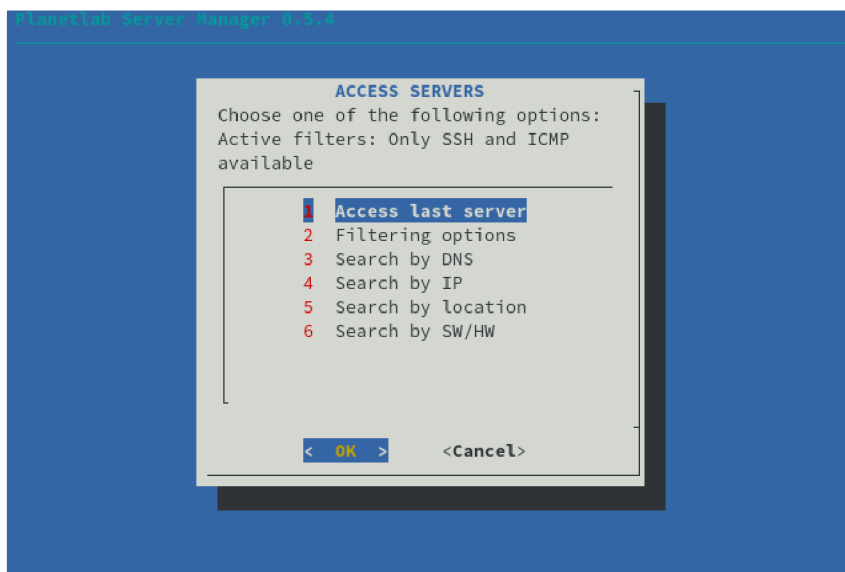 Planetlab Server Manager 0.5.4
ACCESS SERVERS
Choose one of the following options:
Active filters: Only SSH and ICMP
available
1 Access last server
2 Filtering options
3 Search by DNS
4 Search by IP
5 Search by location
6 Search by SW/HW
< OK > <Cancel>